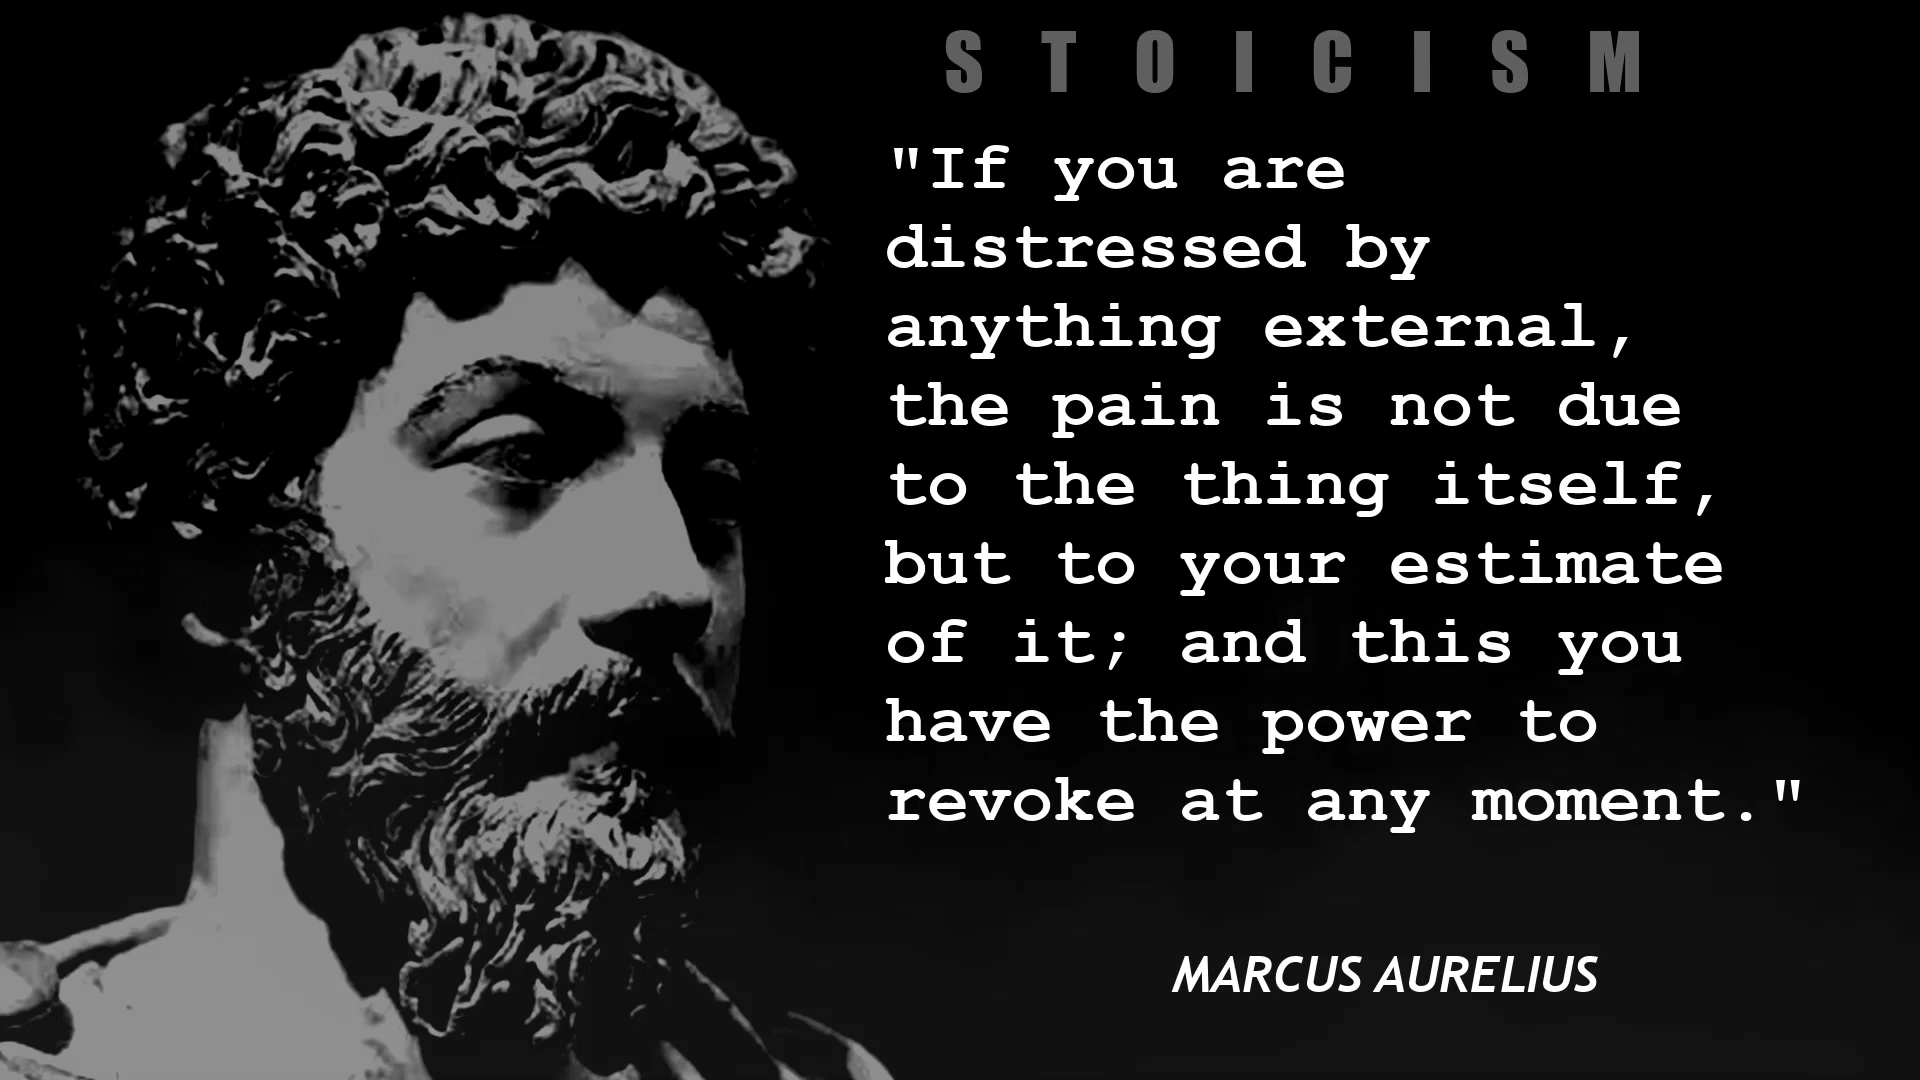 STOICISM
"If you are
distressed by
anything external,
the pain is not due
to the thing itself,
but to your estimate
of it; and this you
have the power to
revoke at any moment."
MARCUS AURELIUS